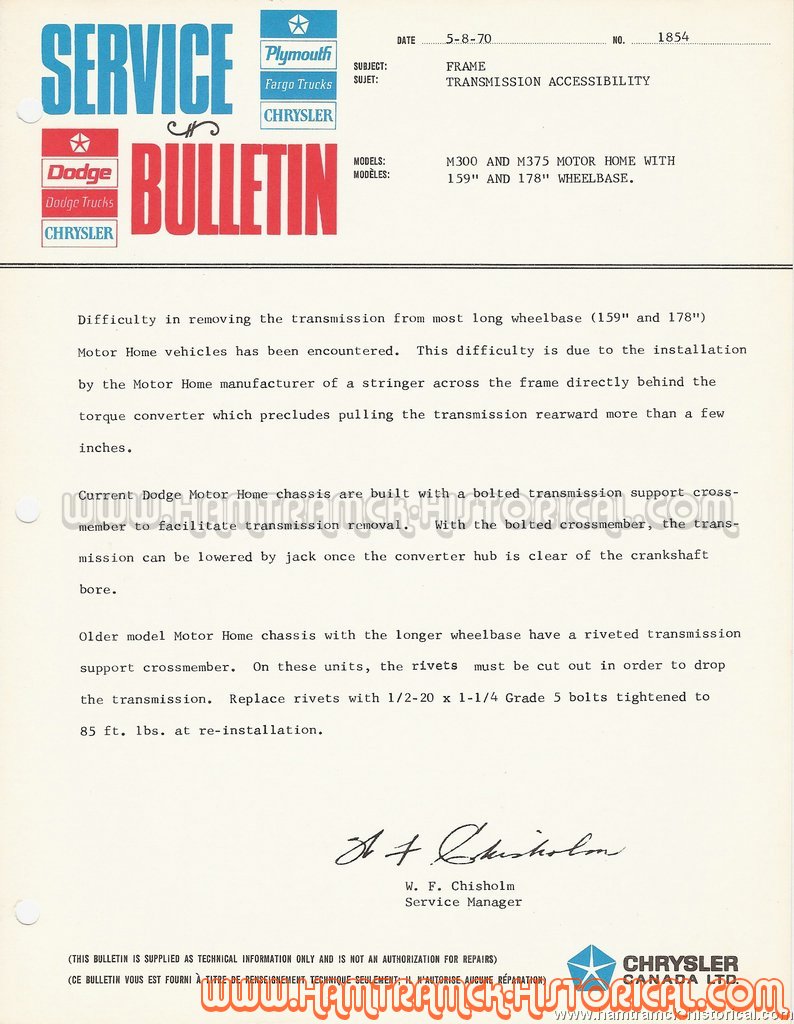 SERVICE
Plymouth
Fargo Trucks
CHRYSLER
Dodge
Dodge Trucks
CHRYSLER
BULLETIN
DATE 5-8-70 NO. 1854
SUBJECT: FRAME
SUJET: TRANSMISSION ACCESSIBILITY
MODELS: M300 AND M375 MOTOR HOME WITH
MODÈLES: 159" AND 178" WHEELBASE.
Difficulty in removing the transmission from most long wheelbase (159" and 178")
Motor Home vehicles has been encountered. This difficulty is due to the installation
by the Motor Home manufacturer of a stringer across the frame directly behind the
torque converter which precludes pulling the transmission rearward more than a few
inches.
Current Dodge Motor Home chassis are built with a bolted transmission support cross-
member to facilitate transmission removal. With the bolted crossmember, the trans-
mission can be lowered by jack once the converter hub is clear of the crankshaft
bore.
www.Hamtramck-Historical.com
Older model Motor Home chassis with the longer wheelbase have a riveted transmission
support crossmember. On these units, the rivets must be cut out in order to drop
the transmission. Replace rivets with 1/2-20 x 1-1/4 Grade 5 bolts tightened to
85 ft. lbs. at re-installation.
W F Chisholm
W. F. Chisholm
Service Manager
(THIS BULLETIN IS SUPPLIED AS TECHNICAL INFORMATION ONLY AND IS NOT AN AUTHORIZATION FOR REPAIRS)
(CE BULLETIN VOUS EST FOURNI À TITRE DE RENSEIGNEMENT TECHNIQUE SEULEMENT; IL N'AUTORISE AUCUNE RÉPARATION)
CHRYSLER
CANADA LTD.
www.Hamtramck-Historical.com
www.hamtramck-historical.com